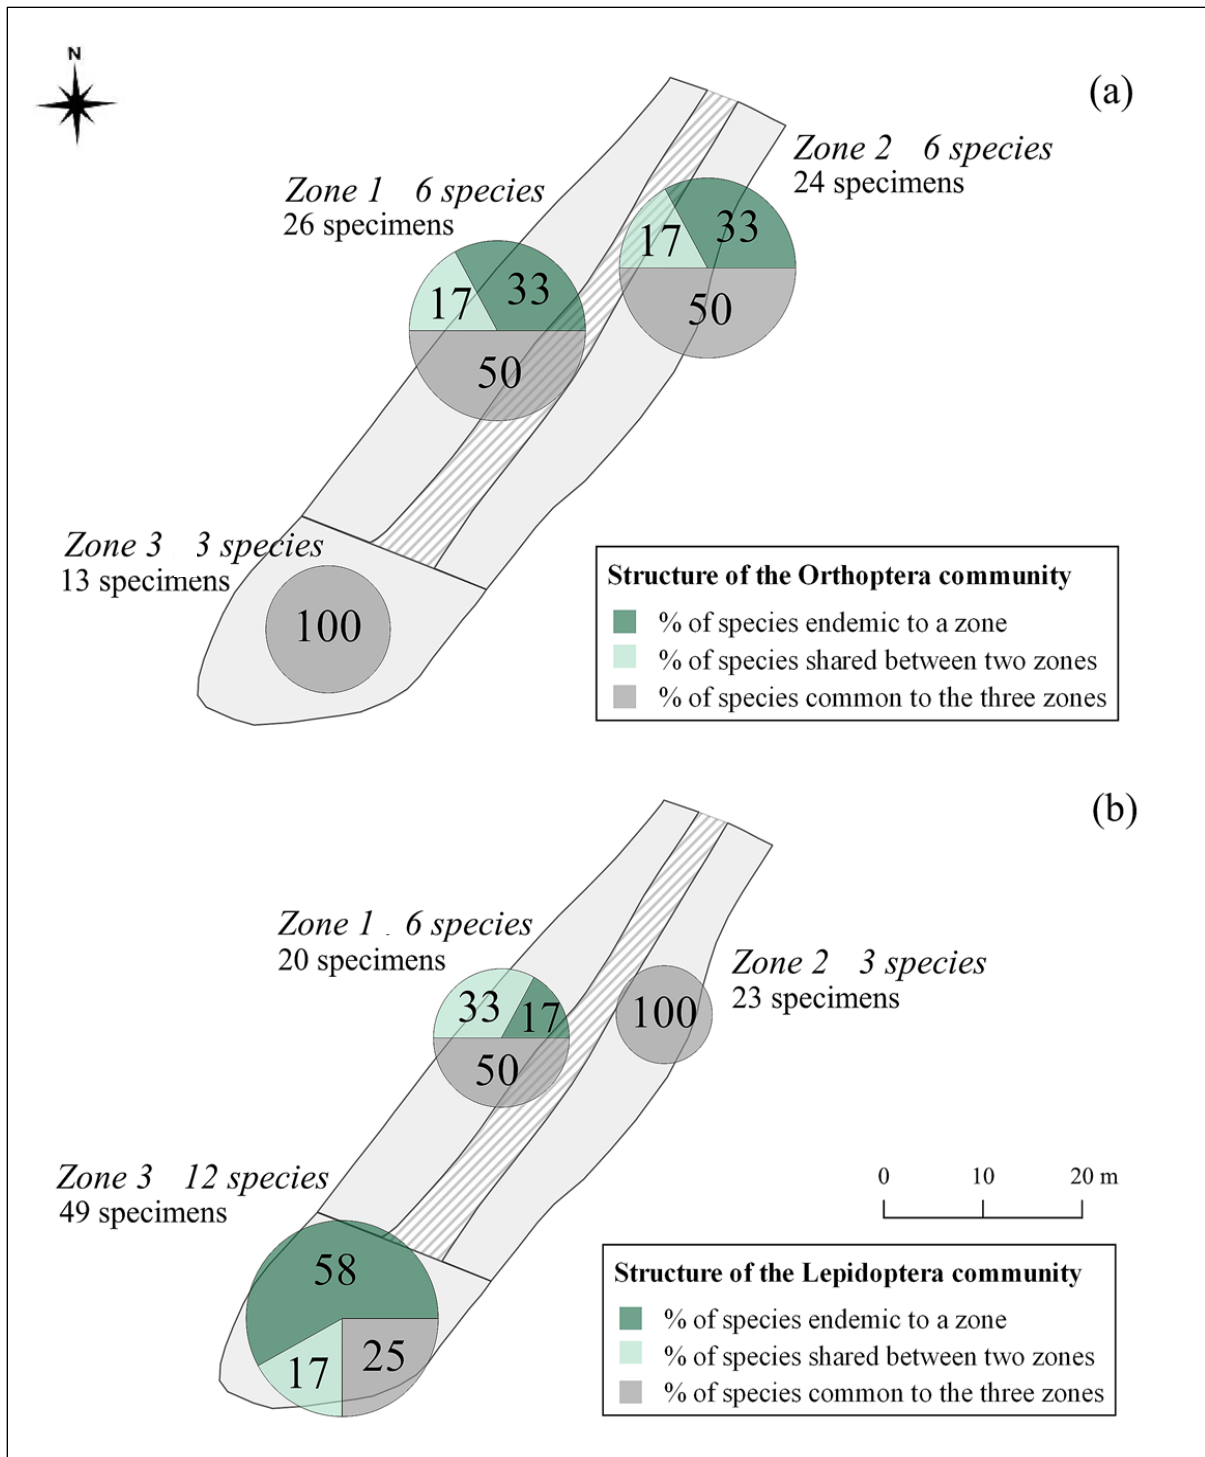 N
(a)
Zone 2 6 species
24 specimens
Zone 1 6 species
26 specimens
17
33
50
17
33
50
Zone 3 3 species
13 specimens
100
Structure of the Orthoptera community
% of species endemic to a zone
% of species shared between two zones
% of species common to the three zones
(b)
Zone 1 . 6 species
20 specimens
33
17
50
Zone 2 3 species
23 specimens
100
Zone 3 12 species
49 specimens
58
17
25
0 10 20 m
Structure of the Lepidoptera community
% of species endemic to a zone
% of species shared between two zones
% of species common to the three zones